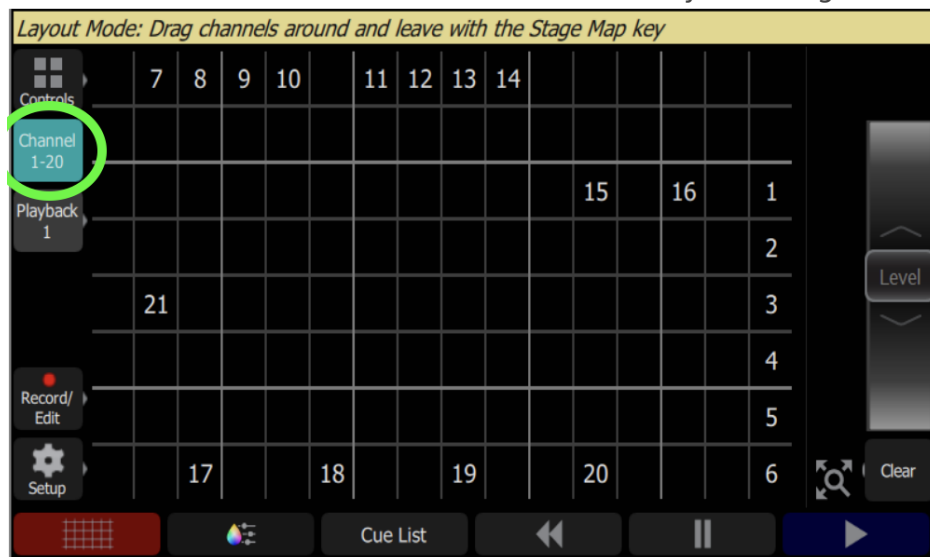 Layout Mode: Drag channels around and leave with the Stage Map key
Controls
7 8 9 10 11 12 13 14
Channel
1-20
15 16 1
Playback
1
2
Level
21 3
4
Record/
Edit
5
17 18 19 20 6
Setup
Clear
Cue List